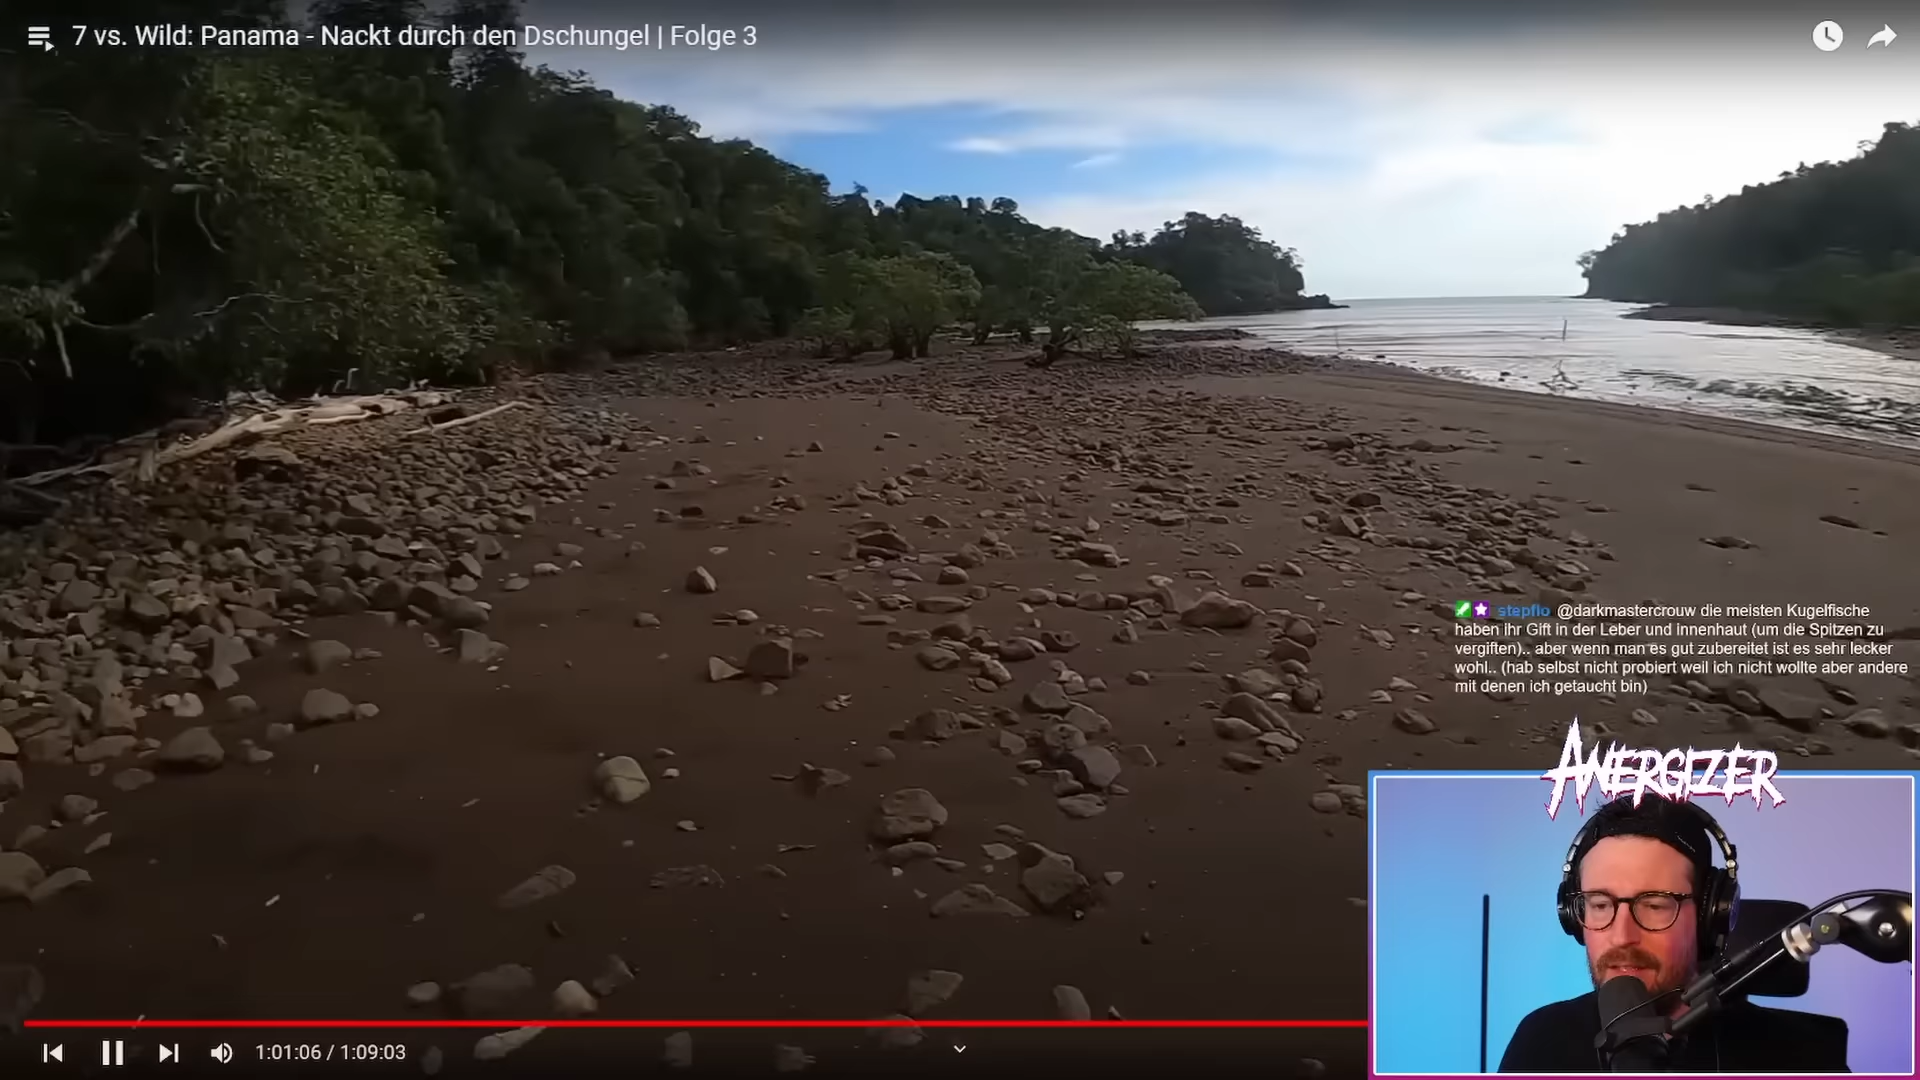 7 vs. Wild: Panama - Nackt durch den Dschungel | Folge 3
stepflo @darkmastercrouw die meisten Kugelfische
haben ihr Gift in der Leber und innenhaut (um die Spitzen zu
vergiften).. aber wenn man es gut zubereitet ist es sehr lecker
wohl.. (hab selbst nicht probiert weil ich nicht wollte aber andere
mit denen ich getaucht bin)
ANERGIZER
1:01:06 / 1:09:03